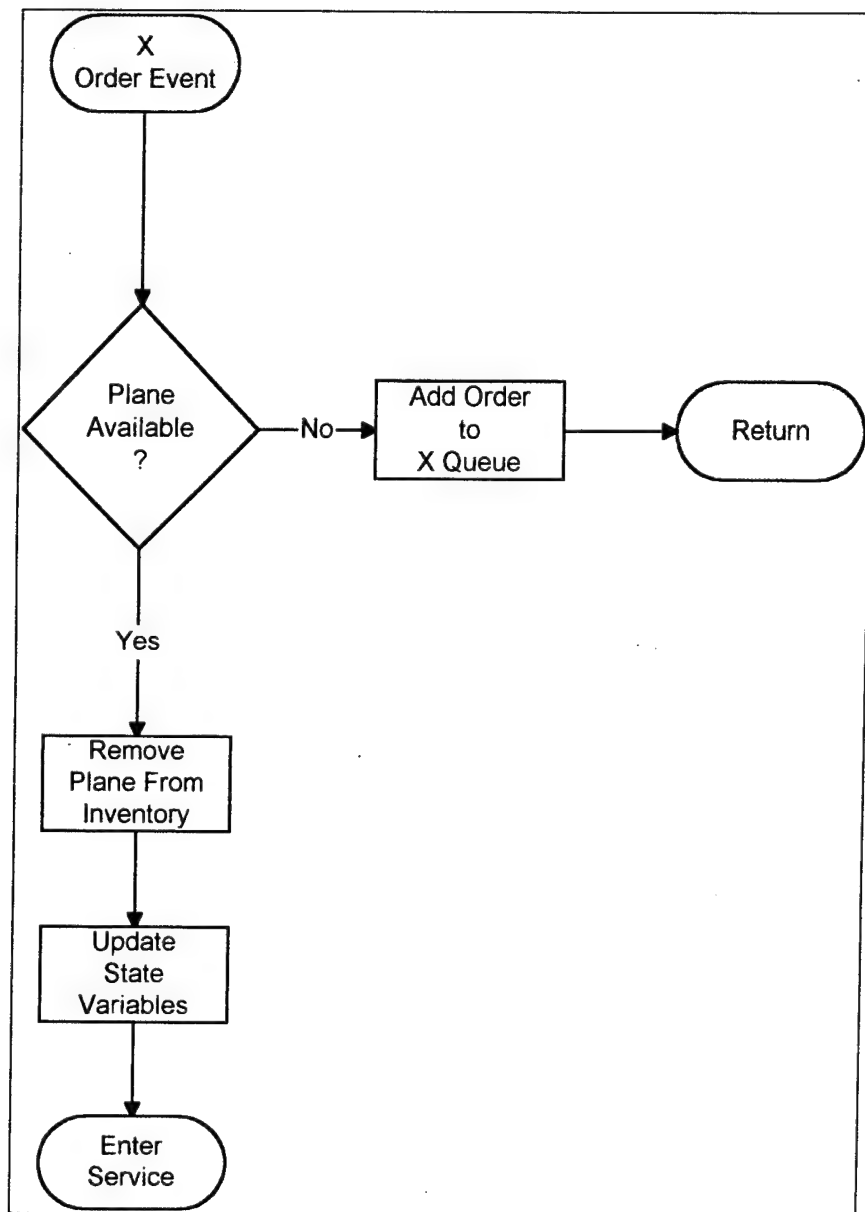 X
Order Event
Plane
Available
?
No
Add Order
to
X Queue
Return
Yes
Remove
Plane From
Inventory
Update
State
Variables
Enter
Service